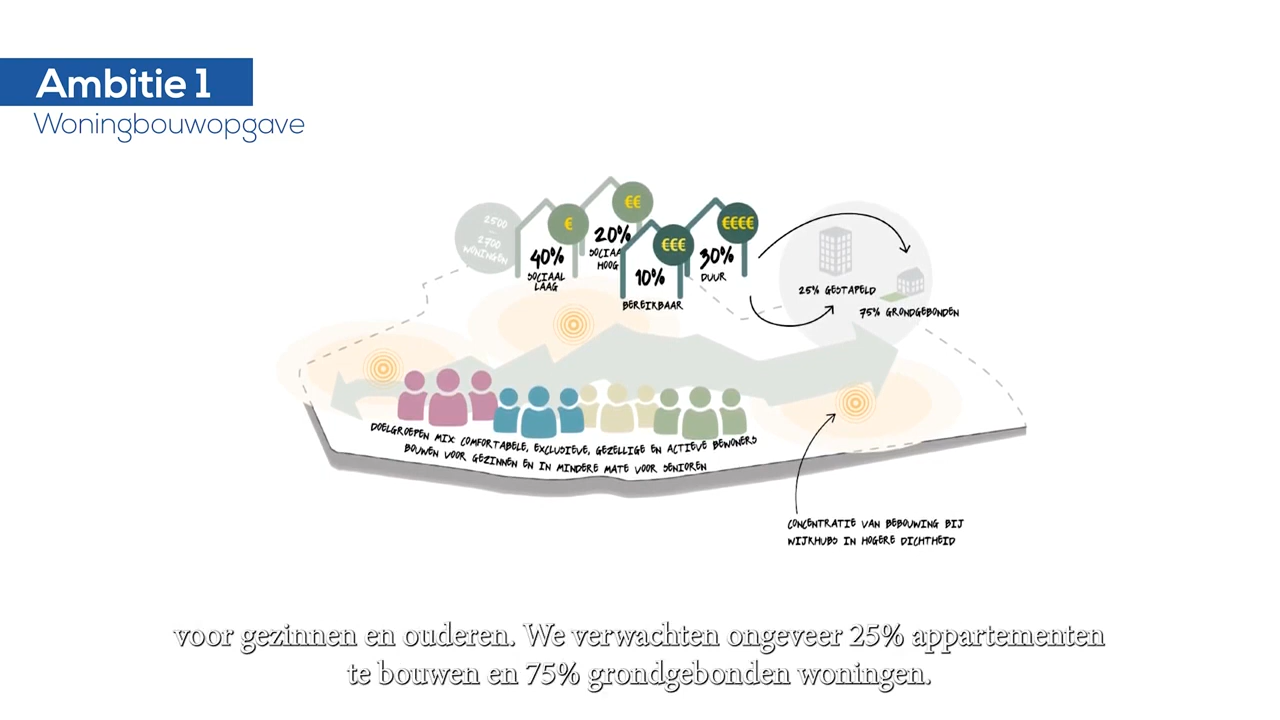 Ambitie 1
Woningbouwopgave
2500
–
2700
WONINGEN
€
40%
SOCIAAL
LAAG
€€
20%
SOCIAA
HOOG
€€€
10%
BEREIKBAAR
€€€€
30%
DUUR
25% GESTAPELD
75% GRONDGEBONDEN
DOELGROEPEN MIX: COMFORTABELE, EXCLUSIEVE, GEZELLIGE EN ACTIEVE BEWONERS
BOUWEN VOOR GEZINNEN EN IN MINDERE MATE VOOR SENIOREN
CONCENTRATIE VAN BEBOUWING BIJ
WIJKHUBS IN HOGERE DICHTHEID
voor gezinnen en ouderen. We verwachten ongeveer 25% appartementen
te bouwen en 75% grondgebonden woningen.